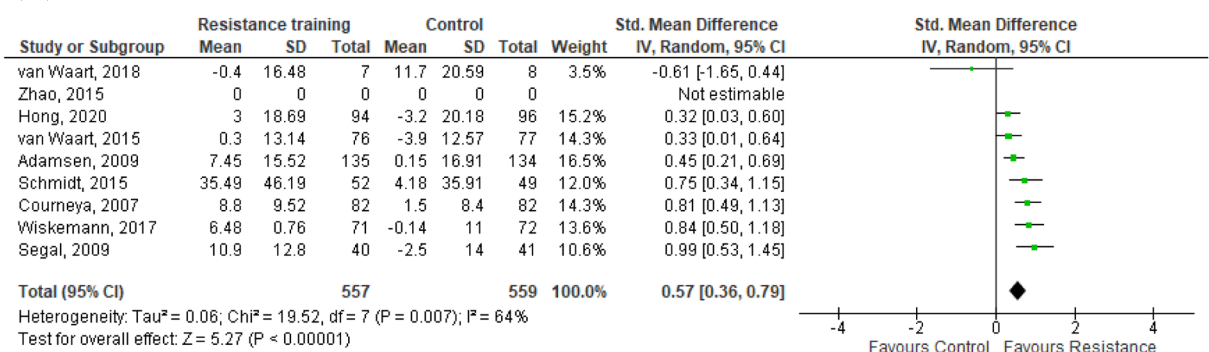 Resistance training Control Std. Mean Difference Std. Mean Difference
Study or Subgroup Mean SD Total Mean SD Total Weight IV, Random, 95% CI IV, Random, 95% CI
van Waart, 2018 -0.4 16.48 7 11.7 20.59 8 3.5% -0.61 [-1.65, 0.44]
Zhao, 2015 0 0 0 0 0 0 Not estimable
Hong, 2020 3 18.69 94 -3.2 20.18 96 15.2% 0.32 [0.03, 0.60]
van Waart, 2015 0.3 13.14 76 -3.9 12.57 77 14.3% 0.33 [0.01, 0.64]
Adamsen, 2009 7.45 15.52 135 0.15 16.91 134 16.5% 0.45 [0.21, 0.69]
Schmidt, 2015 35.49 46.19 52 4.18 35.91 49 12.0% 0.75 [0.34, 1.15]
Courneya, 2007 8.8 9.52 82 1.5 8.4 82 14.3% 0.81 [0.49, 1.13]
Wiskemann, 2017 6.48 0.76 71 -0.14 11 72 13.6% 0.84 [0.50, 1.18]
Segal, 2009 10.9 12.8 40 -2.5 14 41 10.6% 0.99 [0.53, 1.45]
Total (95% CI) 557 559 100.0% 0.57 [0.36, 0.79]
Heterogeneity: Tau² = 0.06; Chi² = 19.52, df = 7 (P = 0.007); I² = 64%
Test for overall effect: Z = 5.27 (P < 0.00001)
-4 -2 0 2 4
Favours Control Favours Resistance